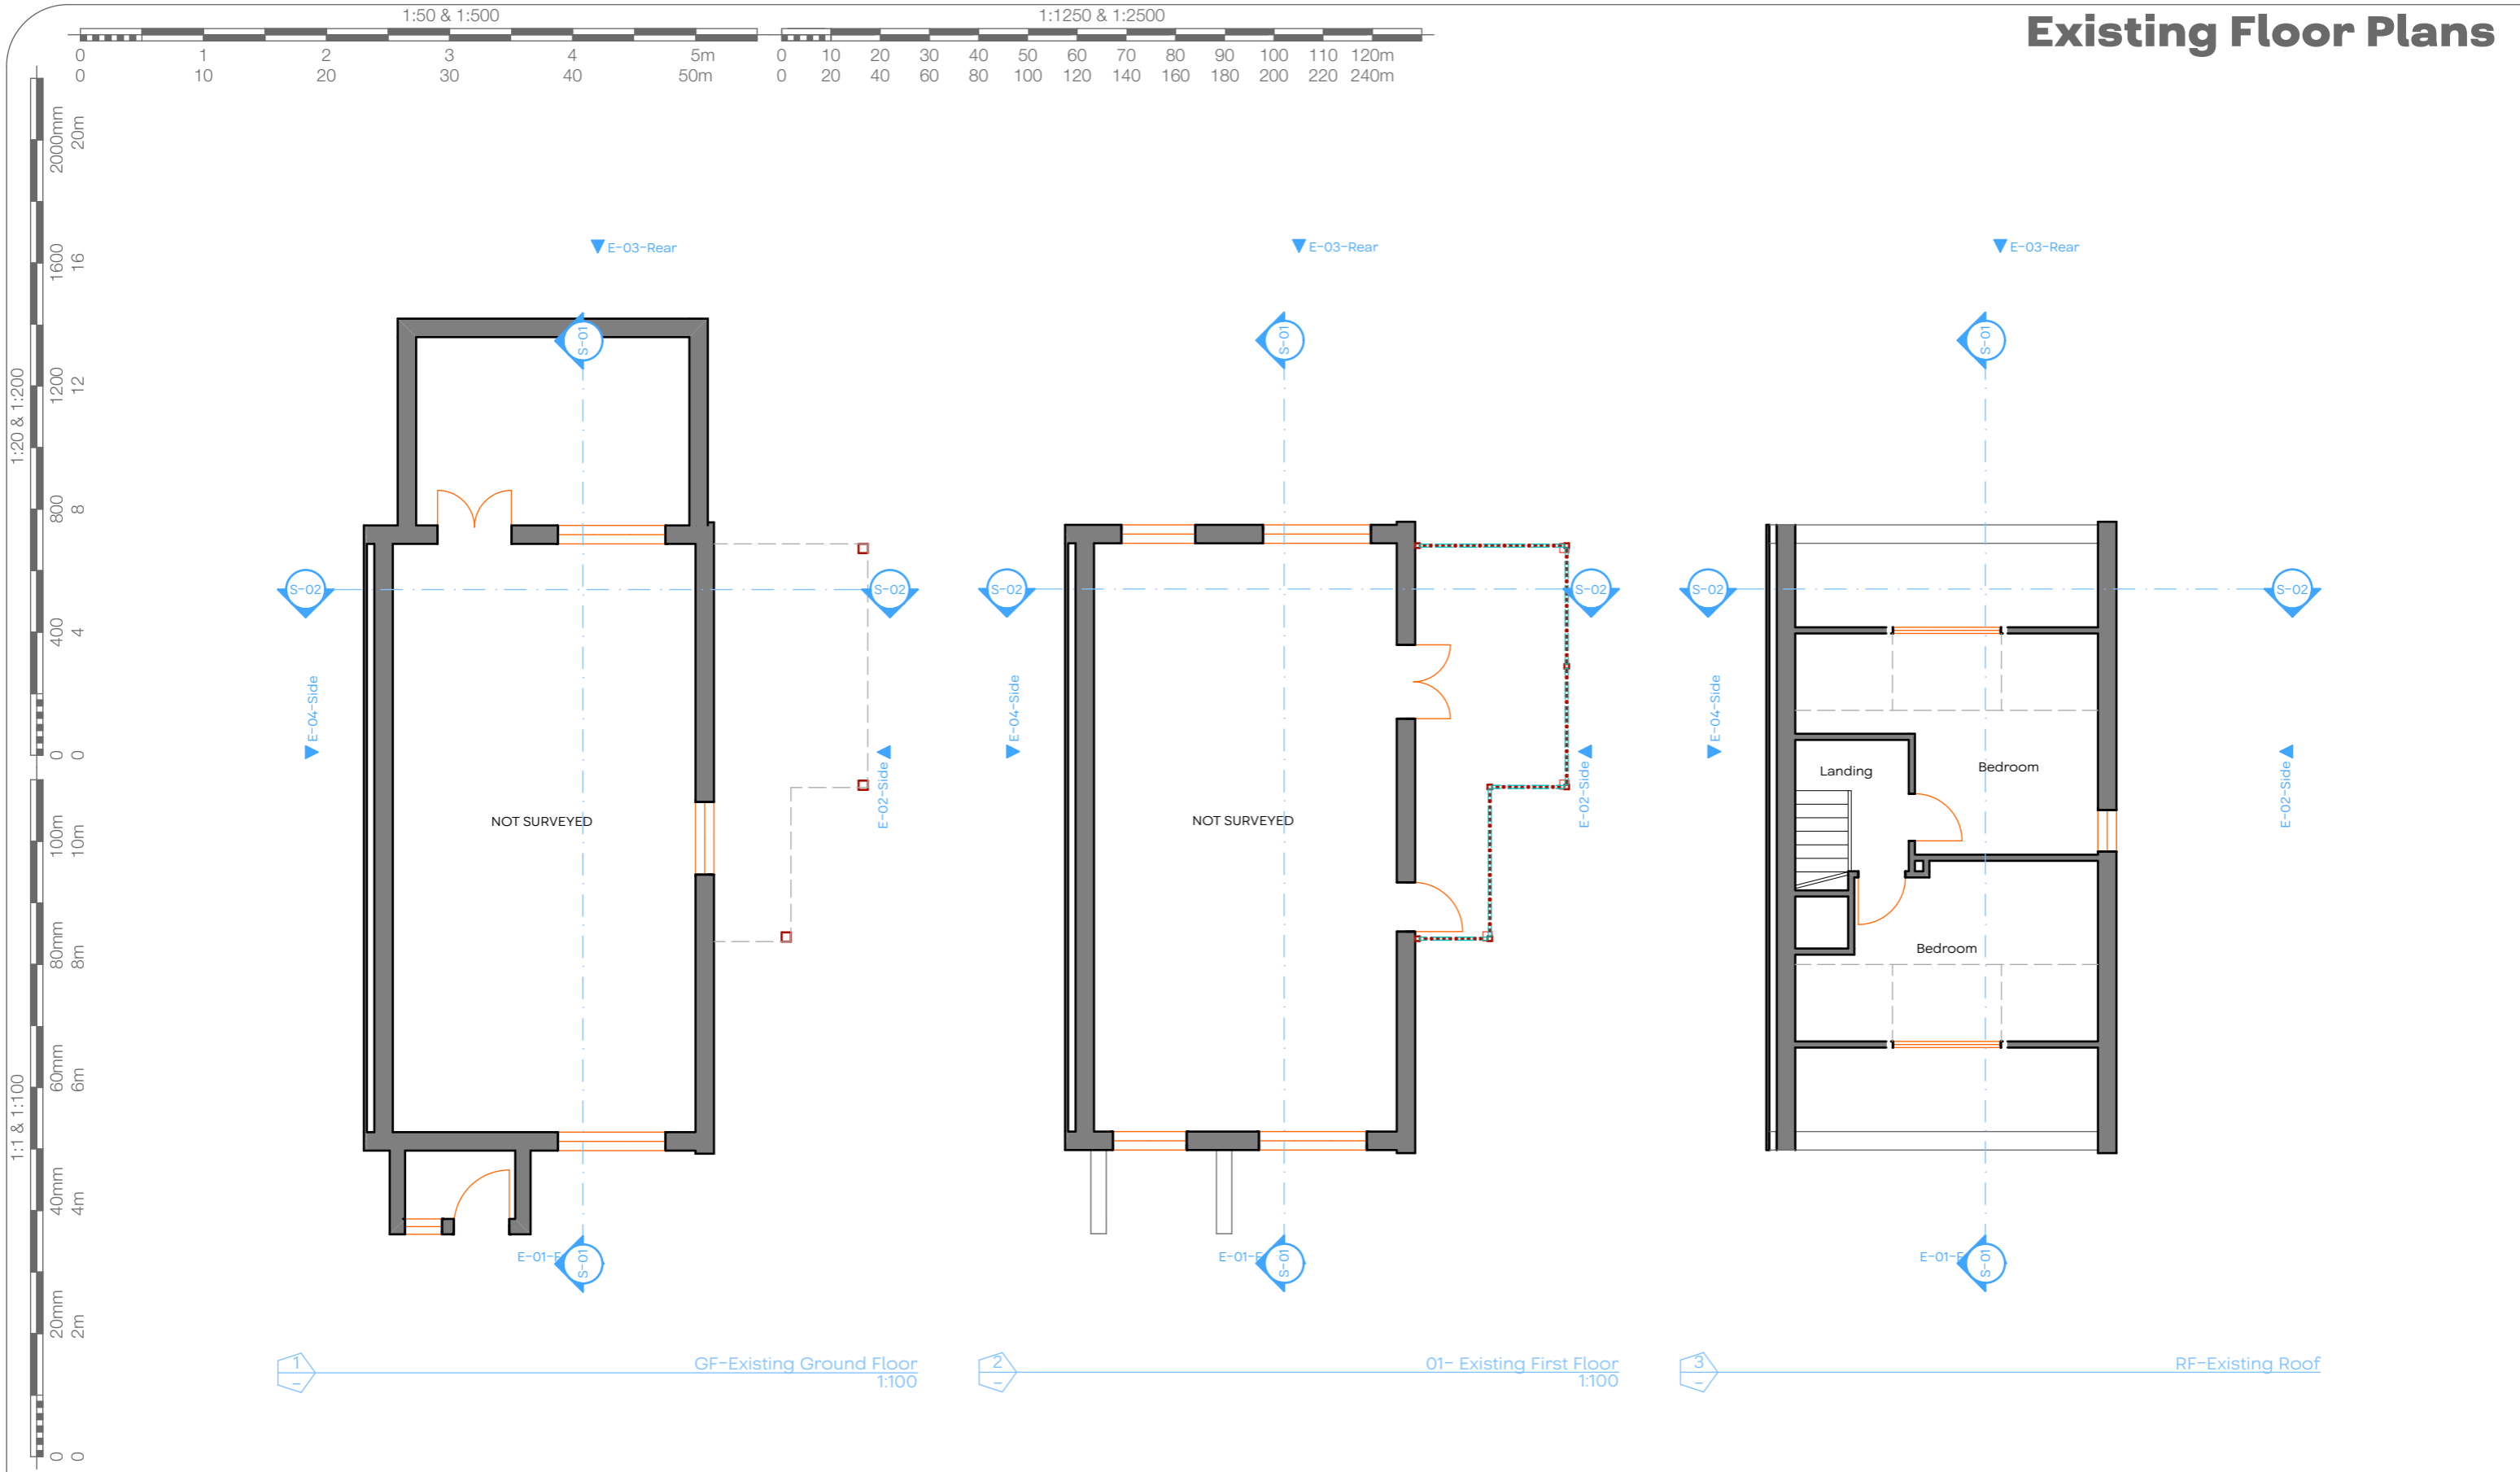 Existing Floor Plans
1:50 & 1:500
0 1 2 3 4 5m
0 10 20 30 40 50m
1:1250 & 1:2500
0 10 20 30 40 50 60 70 80 90 100 110 120m
0 20 40 60 80 100 120 140 160 180 200 220 240m
1:20 & 1:200
0 400 800 1200 1600 2000mm
0 4 8 12 16 20m
1:1 & 1:100
0 20mm 40mm 60mm 80mm 100mm
0 2m 4m 6m 8m 10m
E-03-Rear
S-01
S-02
S-02
E-04-Side
E-02-Side
NOT SURVEYED
E-01-F
S-01
1
–
GF-Existing Ground Floor
1:100
E-03-Rear
S-01
S-02
S-02
E-04-Side
E-02-Side
NOT SURVEYED
E-01-F
S-01
2
–
01- Existing First Floor
1:100
E-03-Rear
S-01
S-02
S-02
E-04-Side
E-02-Side
Landing
Bedroom
Bedroom
E-01-F
S-01
3
–
RF-Existing Roof